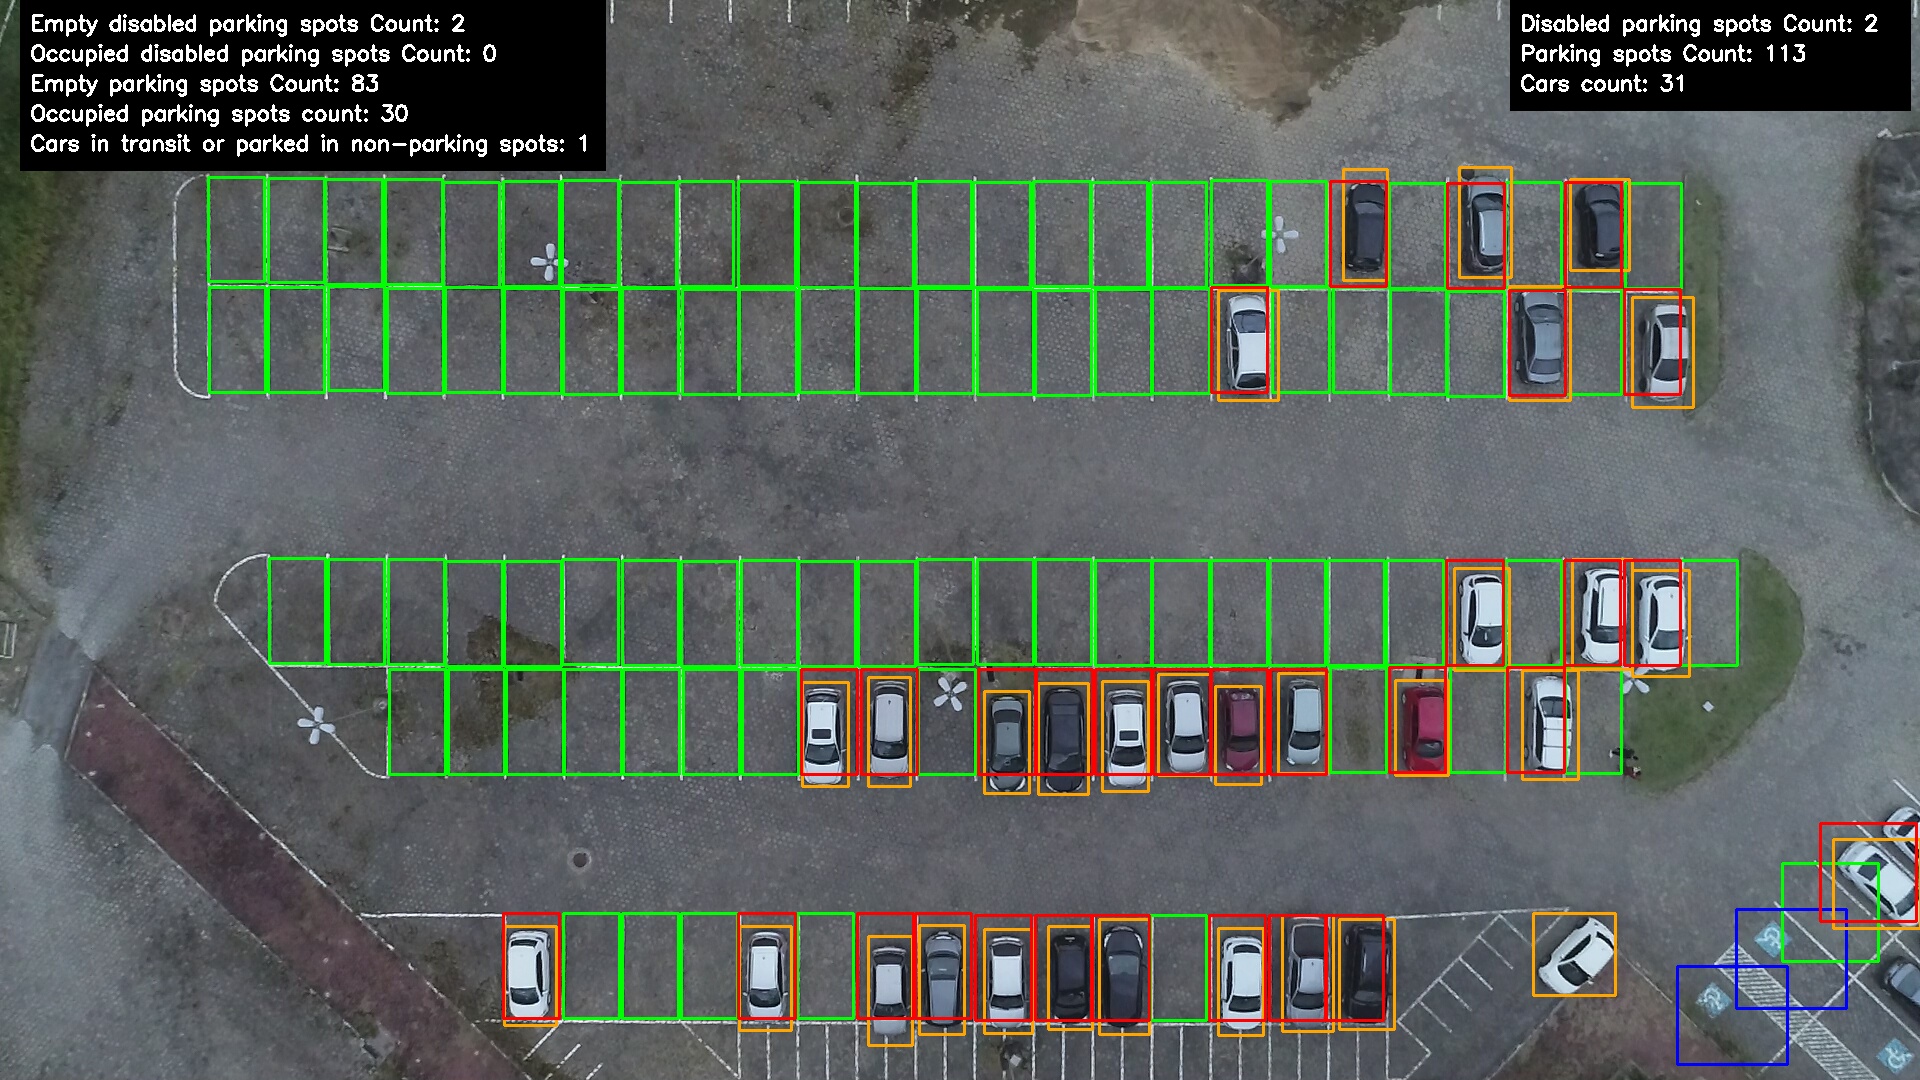 Empty disabled parking spots Count: 2
Occupied disabled parking spots Count: 0
Empty parking spots Count: 83
Occupied parking spots count: 30
Cars in transit or parked in non-parking spots: 1
Disabled parking spots Count: 2
Parking spots Count: 113
Cars count: 31